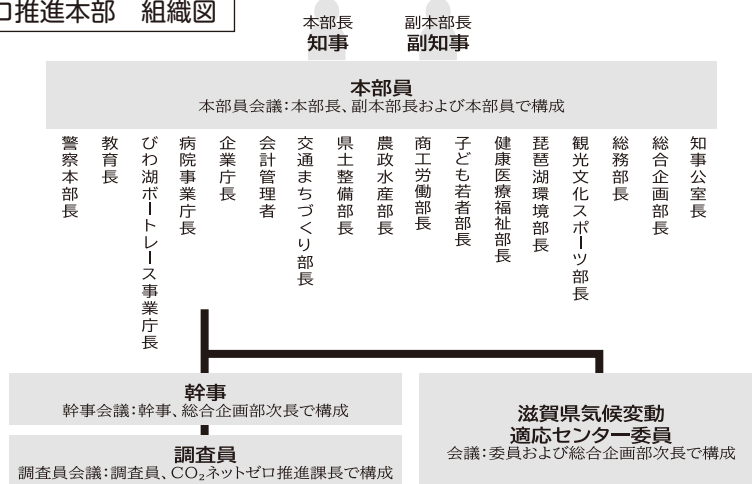 ロ推進本部　組織図
本部長
知事
副本部長
副知事
本部員
本部員会議：本部長、副本部長および本部員で構成
知事公室長
総合企画部長
総務部長
観光文化スポーツ部長
琵琶湖環境部長
健康医療福祉部長
子ども若者部長
商工労働部長
農政水産部長
県土整備部長
交通まちづくり部長
会計管理者
企業庁長
病院事業庁長
びわ湖ボートレース事業庁長
教育長
警察本部長
幹事
幹事会議：幹事、総合企画部次長で構成
調査員
調査員会議：調査員、CO₂ネットゼロ推進課長で構成
滋賀県気候変動
適応センター委員
会議：委員および総合企画部次長で構成